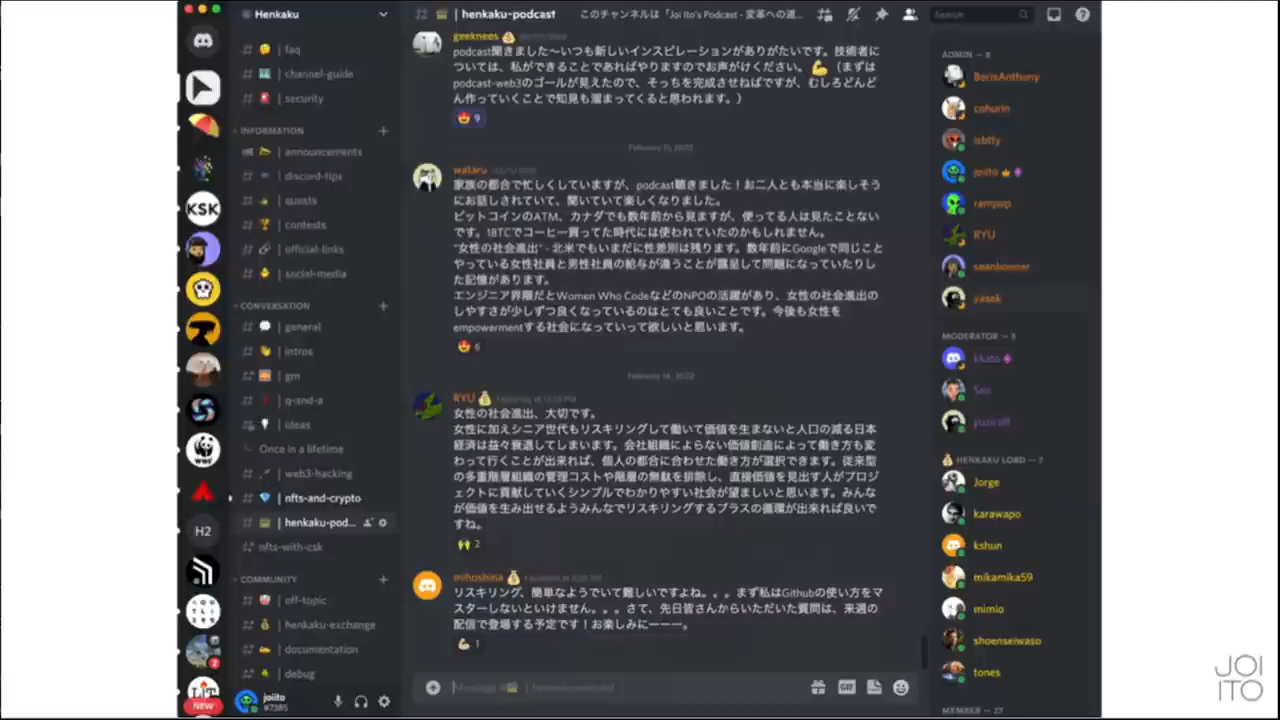 Henkaku
faq
channel-guide
security
INFORMATION
announcements
discord-tips
quests
contests
official-links
social-media
CONVERSATION
general
intros
gm
q-and-a
ideas
Once in a lifetime
web3-hacking
nfts-and-crypto
henkaku-pod...
nfts-with-csk
COMMUNITY
off-topic
henkaku-exchange
documentation
debug
joiito
#7385
KSK
WWF
H2
NEW
2
henkaku-podcast
このチャンネルは「Joi Ito's Podcast - 変革への道...
Search
geeknees
podcast聞きました〜いつも新しいインスピレーションがありがたいです。技術者に
ついては、私ができることであればやりますのでお声がけください。💪（まずは
podcast-web3のゴールが見えたので、そっちを完成させねばですが、むしろどんど
ん作っていくことで知見も溜まってくると思われます。）
9
February 11, 2022
wataru
家族の都合で忙しくしていますが、podcast聴きました！お二人とも本当に楽しそう
にお話しされていて、聞いていて楽しくなりました。
ビットコインのATM、カナダでも数年前から見ますが、使ってる人は見たことない
です。1BTCでコーヒー買ってた時代には使われていたのかもしれません。
"女性の社会進出" - 北米でもいまだに性差別は残ります。数年前にGoogleで同じこと
やっている女性社員と男性社員の給与が違うことが露呈して問題になっていたりし
た記憶があります。
エンジニア界隈だとWomen Who CodeなどのNPOの活躍があり、女性の社会進出の
しやすさが少しずつ良くなっているのはとても良いことです。今後も女性を
empowermentする社会になっていって欲しいと思います。
6
February 14, 2022
RYU
女性の社会進出、大切です。
女性に加えシニア世代もリスキリングして働いて価値を生まないと人口の減る日本
経済は益々衰退してしまいます。会社組織によらない価値創造によって働き方も変
わって行くことが出来れば、個人の都合に合わせた働き方が選択できます。従来型
の多重階層組織の管理コストや階層の無駄を排除し、直接価値を見出す人がプロジ
ェクトに貢献していくシンプルでわかりやすい社会が望ましいと思います。みんな
が価値を生み出せるようみんなでリスキリングするプラスの循環が出来れば良いで
すね。
2
mihoshina
リスキリング、簡単なようでいて難しいですよね。。。まず私はGithubの使い方をマ
スターしないといけません。。。さて、先日皆さんからいただいた質問は、来週の
配信で登場する予定です！お楽しみにーーー。
1
GIF
ADMIN — 8
BorisAnthony
cohurin
isbtty
joiito
rampop
RYU
yasek
MODERATOR — 3
kkato
Sen
HENKAKU LORD — 7
Jorge
karawapo
kshun
mikamika59
mimio
shoenseiwaso
tones
MEMBER — 27
JOI
ITO